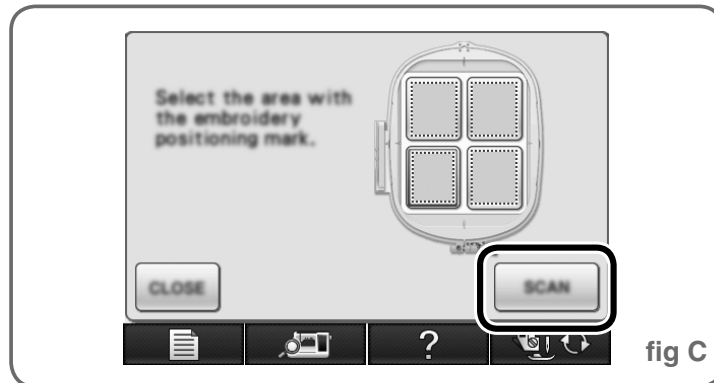 Select the area with
the embroidery
positioning mark.
CLOSE
SCAN
?
fig C